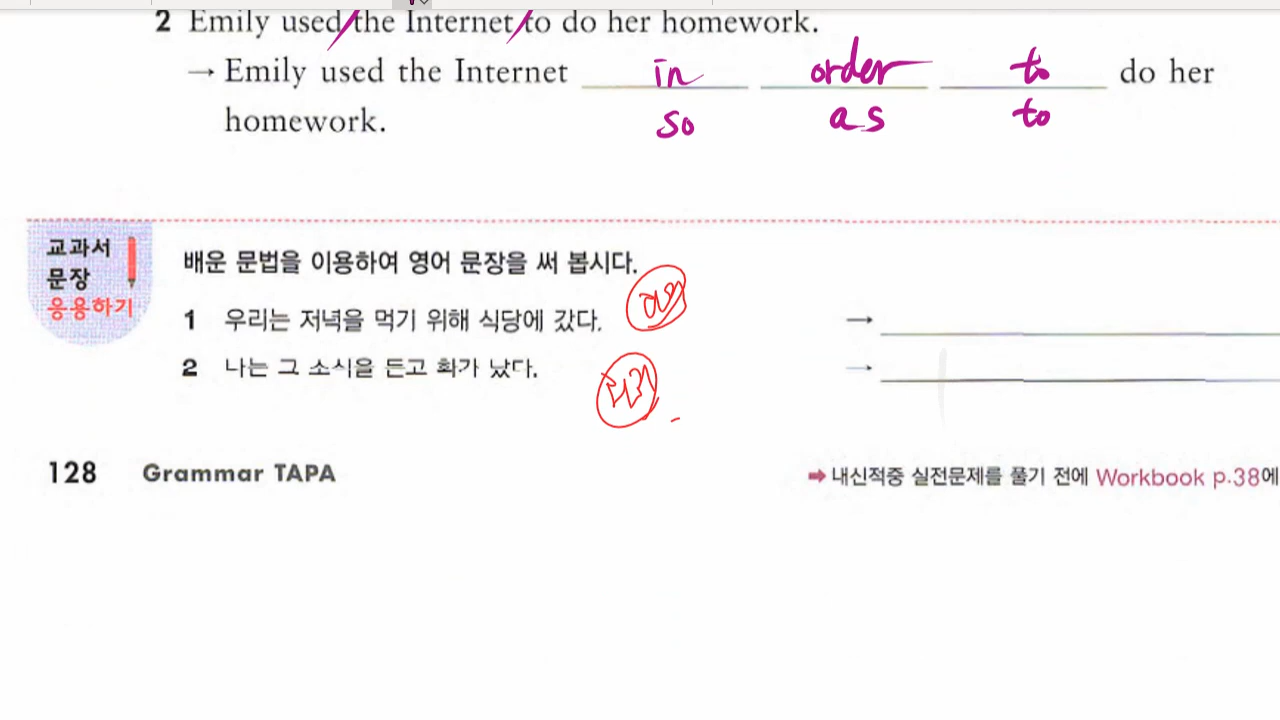 2 Emily used the Internet to do her homework.
→ Emily used the Internet in order to do her
homework. so as to
교과서
문장
응용하기
배운 문법을 이용하여 영어 문장을 써 봅시다.
1 우리는 저녁을 먹기 위해 식당에 갔다. →
2 나는 그 소식을 듣고 화가 났다. →
128 Grammar TAPA
➡ 내신적중 실전문제를 풀기 전에 Workbook p.38에